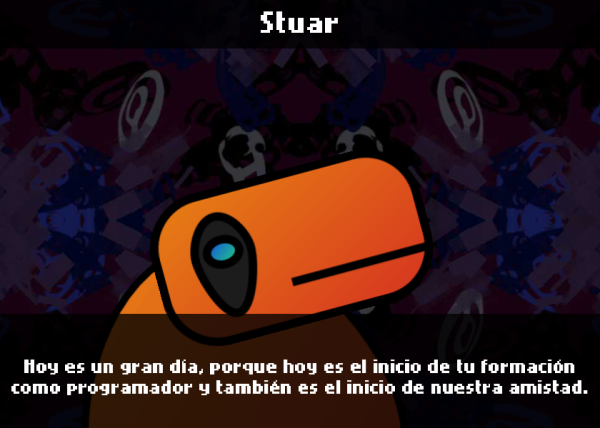 Stuar
Hoy es un gran día, porque hoy es el inicio de tu formación
como programador y también es el inicio de nuestra amistad.